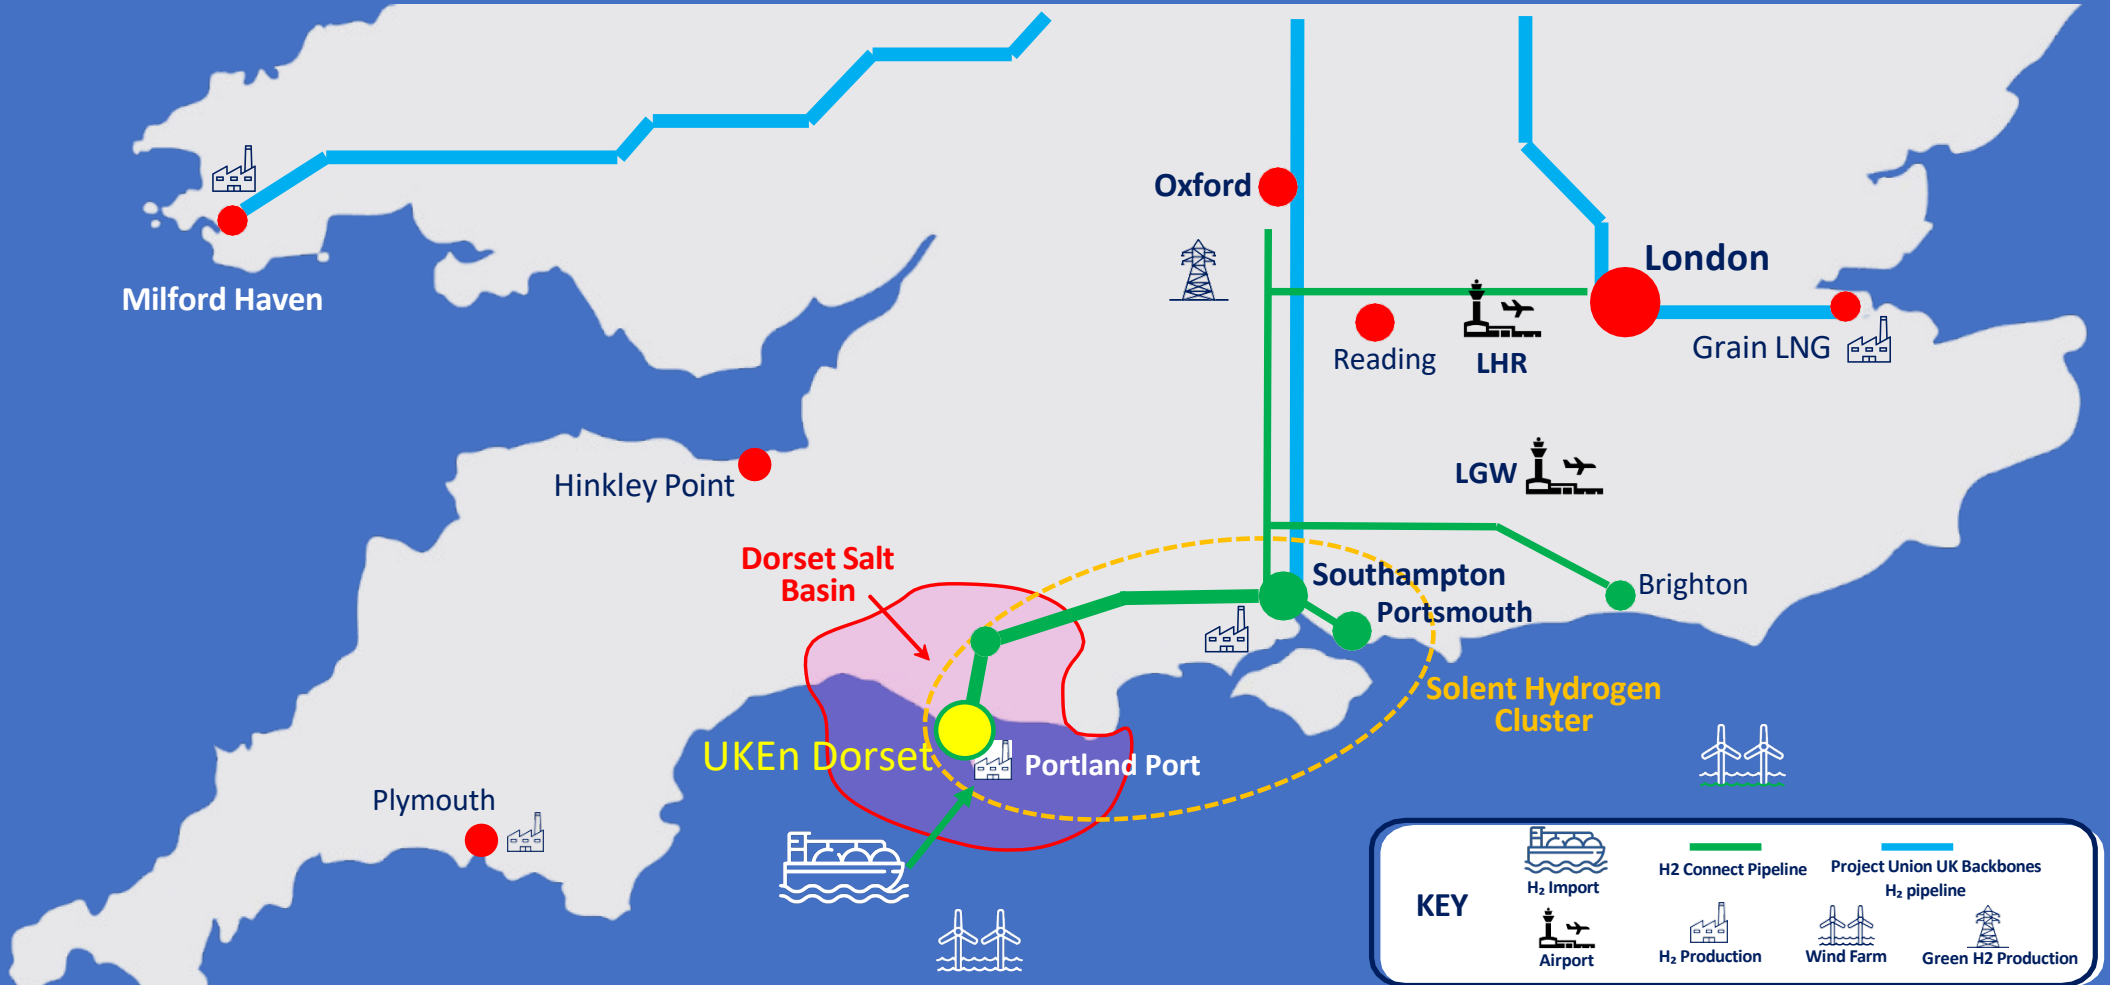 Oxford
London
Milford Haven
Grain LNG
Reading
LHR
LGW
Hinkley Point
Dorset Salt
Basin
Southampton
Brighton
Portsmouth
Solent Hydrogen
Cluster
UKEn Dorset
Portland Port
Plymouth
KEY
H₂ Import
H2 Connect Pipeline
Project Union UK Backbones
H₂ pipeline
Airport
H₂ Production
Wind Farm
Green H2 Production